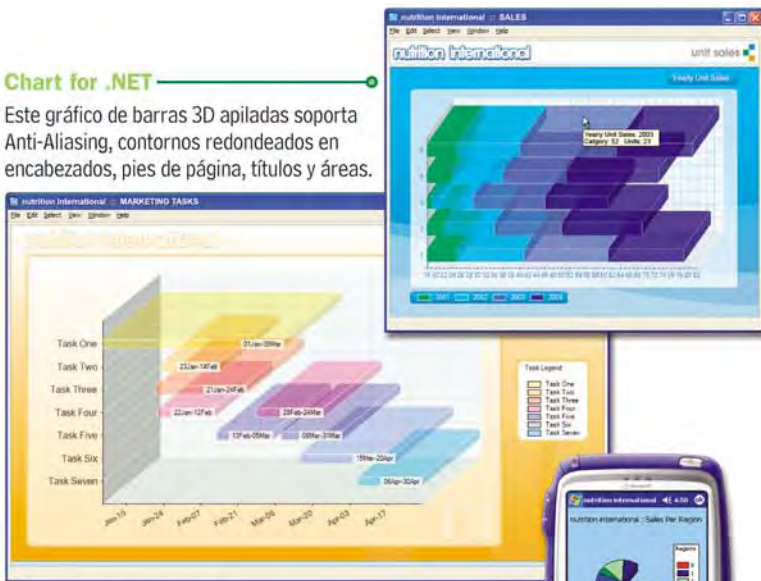 nutrition international :: SALES
File Edit Select View Window Help
nutrition international
unit sales
Yearly Unit Sales
Chart for .NET
Este gráfico de barras 3D apiladas soporta
Anti-Aliasing, contornos redondeados en
encabezados, pies de página, títulos y áreas.
Yearly Unit Sales: 2003
Category: S2 Units: 23
2001 2002 2003 2004
nutrition international :: MARKETING TASKS
File Edit Select View Window Help
Task One
Task Two
Task Three
Task Four
Task Five
Task Six
Task Seven
01Jan-09Mar
23Jan-14Feb
21Jan-24Feb
22Jan-12Feb
28Feb-24Mar
13Feb-05Mar
08Mar-31Mar
15Mar-20Apr
06Apr-30Apr
Jan-10 Jan-24 Feb-07 Feb-21 Mar-06 Mar-20 Apr-03 Apr-17
Task Legend
Task One
Task Two
Task Three
Task Four
Task Five
Task Six
Task Seven
nutrition international 4:50
nutrition international :: Sales Per Region
Regions